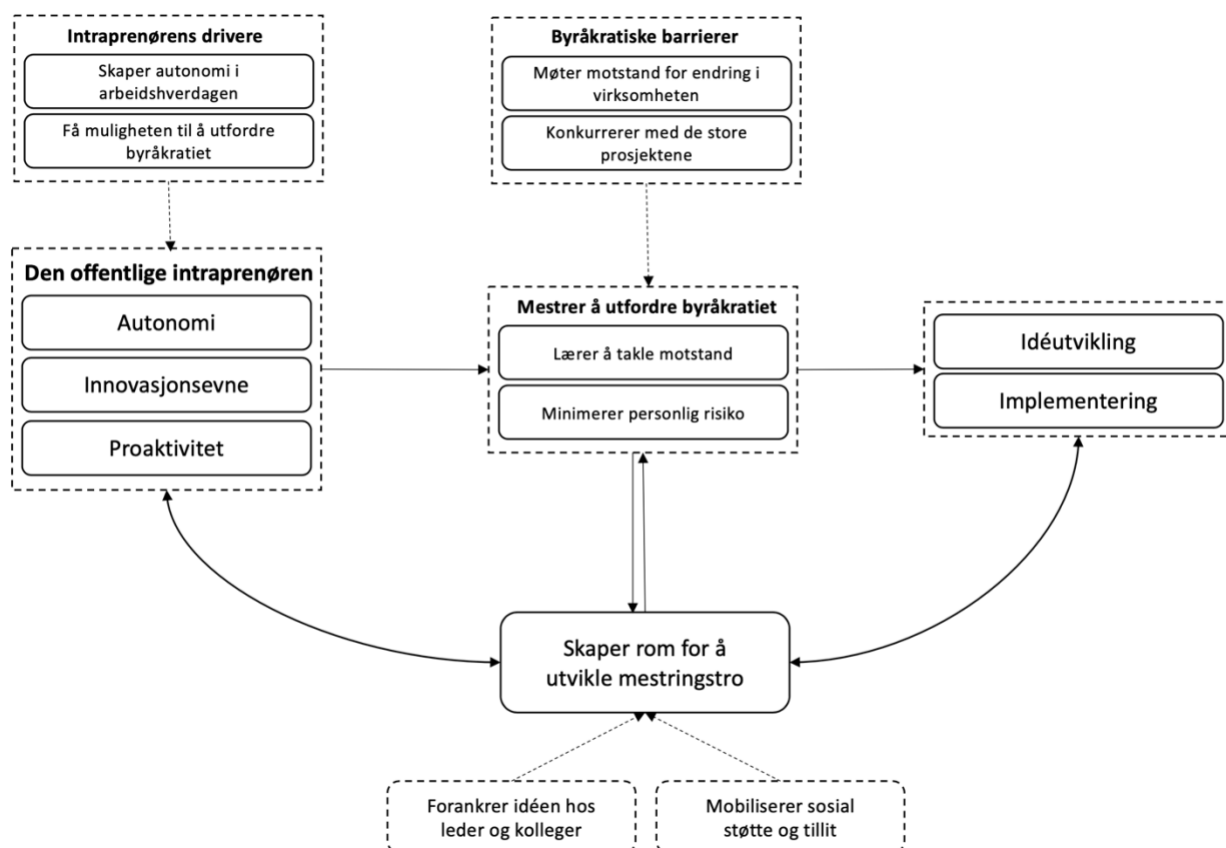 Intraprenørens drivere
Skaper autonomi i
arbeidshverdagen
Få muligheten til å utfordre
byråkratiet
Byråkratiske barrierer
Møter motstand for endring i
virksomheten
Konkurrerer med de store
prosjektene
Den offentlige intraprenøren
Autonomi
Innovasjonsevne
Proaktivitet
Mestrer å utfordre byråkratiet
Lærer å takle motstand
Minimerer personlig risiko
Idéutvikling
Implementering
Skaper rom for å
utvikle mestringstro
Forankrer idéen hos
leder og kolleger
Mobiliserer sosial
støtte og tillit